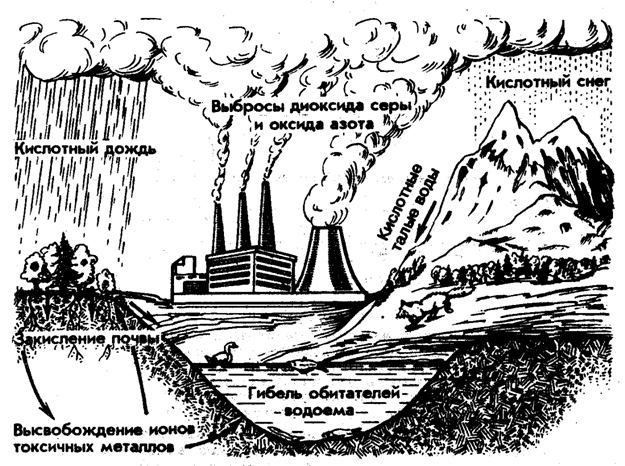 Кислотный снег
Выбросы диоксида серы
и оксида азота
Кислотный дождь
Кислотные
талые воды
Закисление почвы
Гибель обитателей
водоема
Высвобождение ионов
токсичных металлов